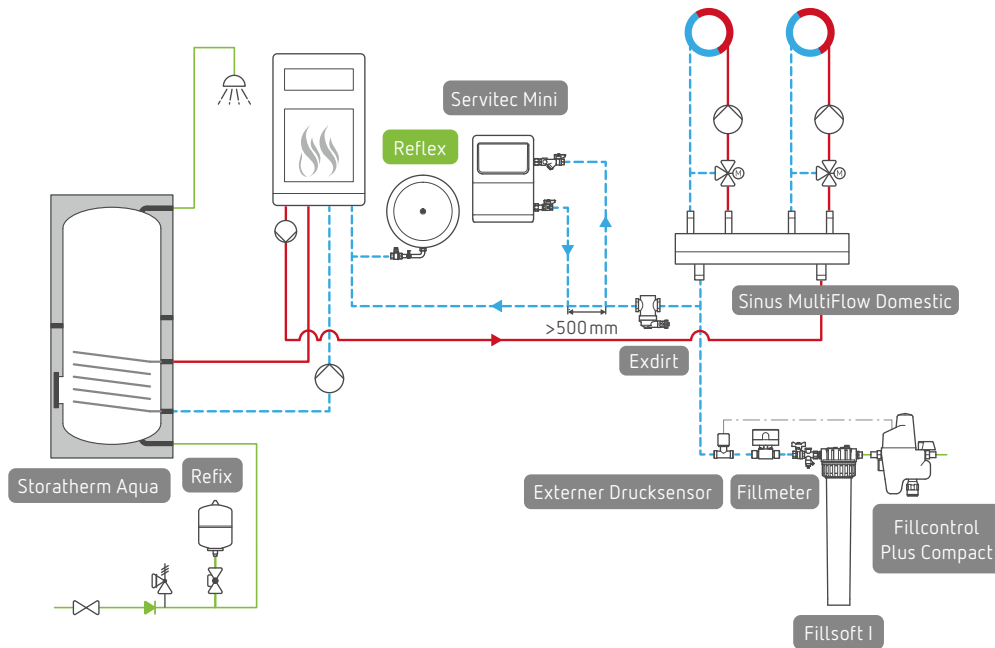 Servitec Mini
Reflex
M
M
Sinus MultiFlow Domestic
>500 mm
Exdirt
Storatherm Aqua
Refix
Externer Drucksensor
Fillmeter
Fillcontrol
Plus Compact
Fillsoft I